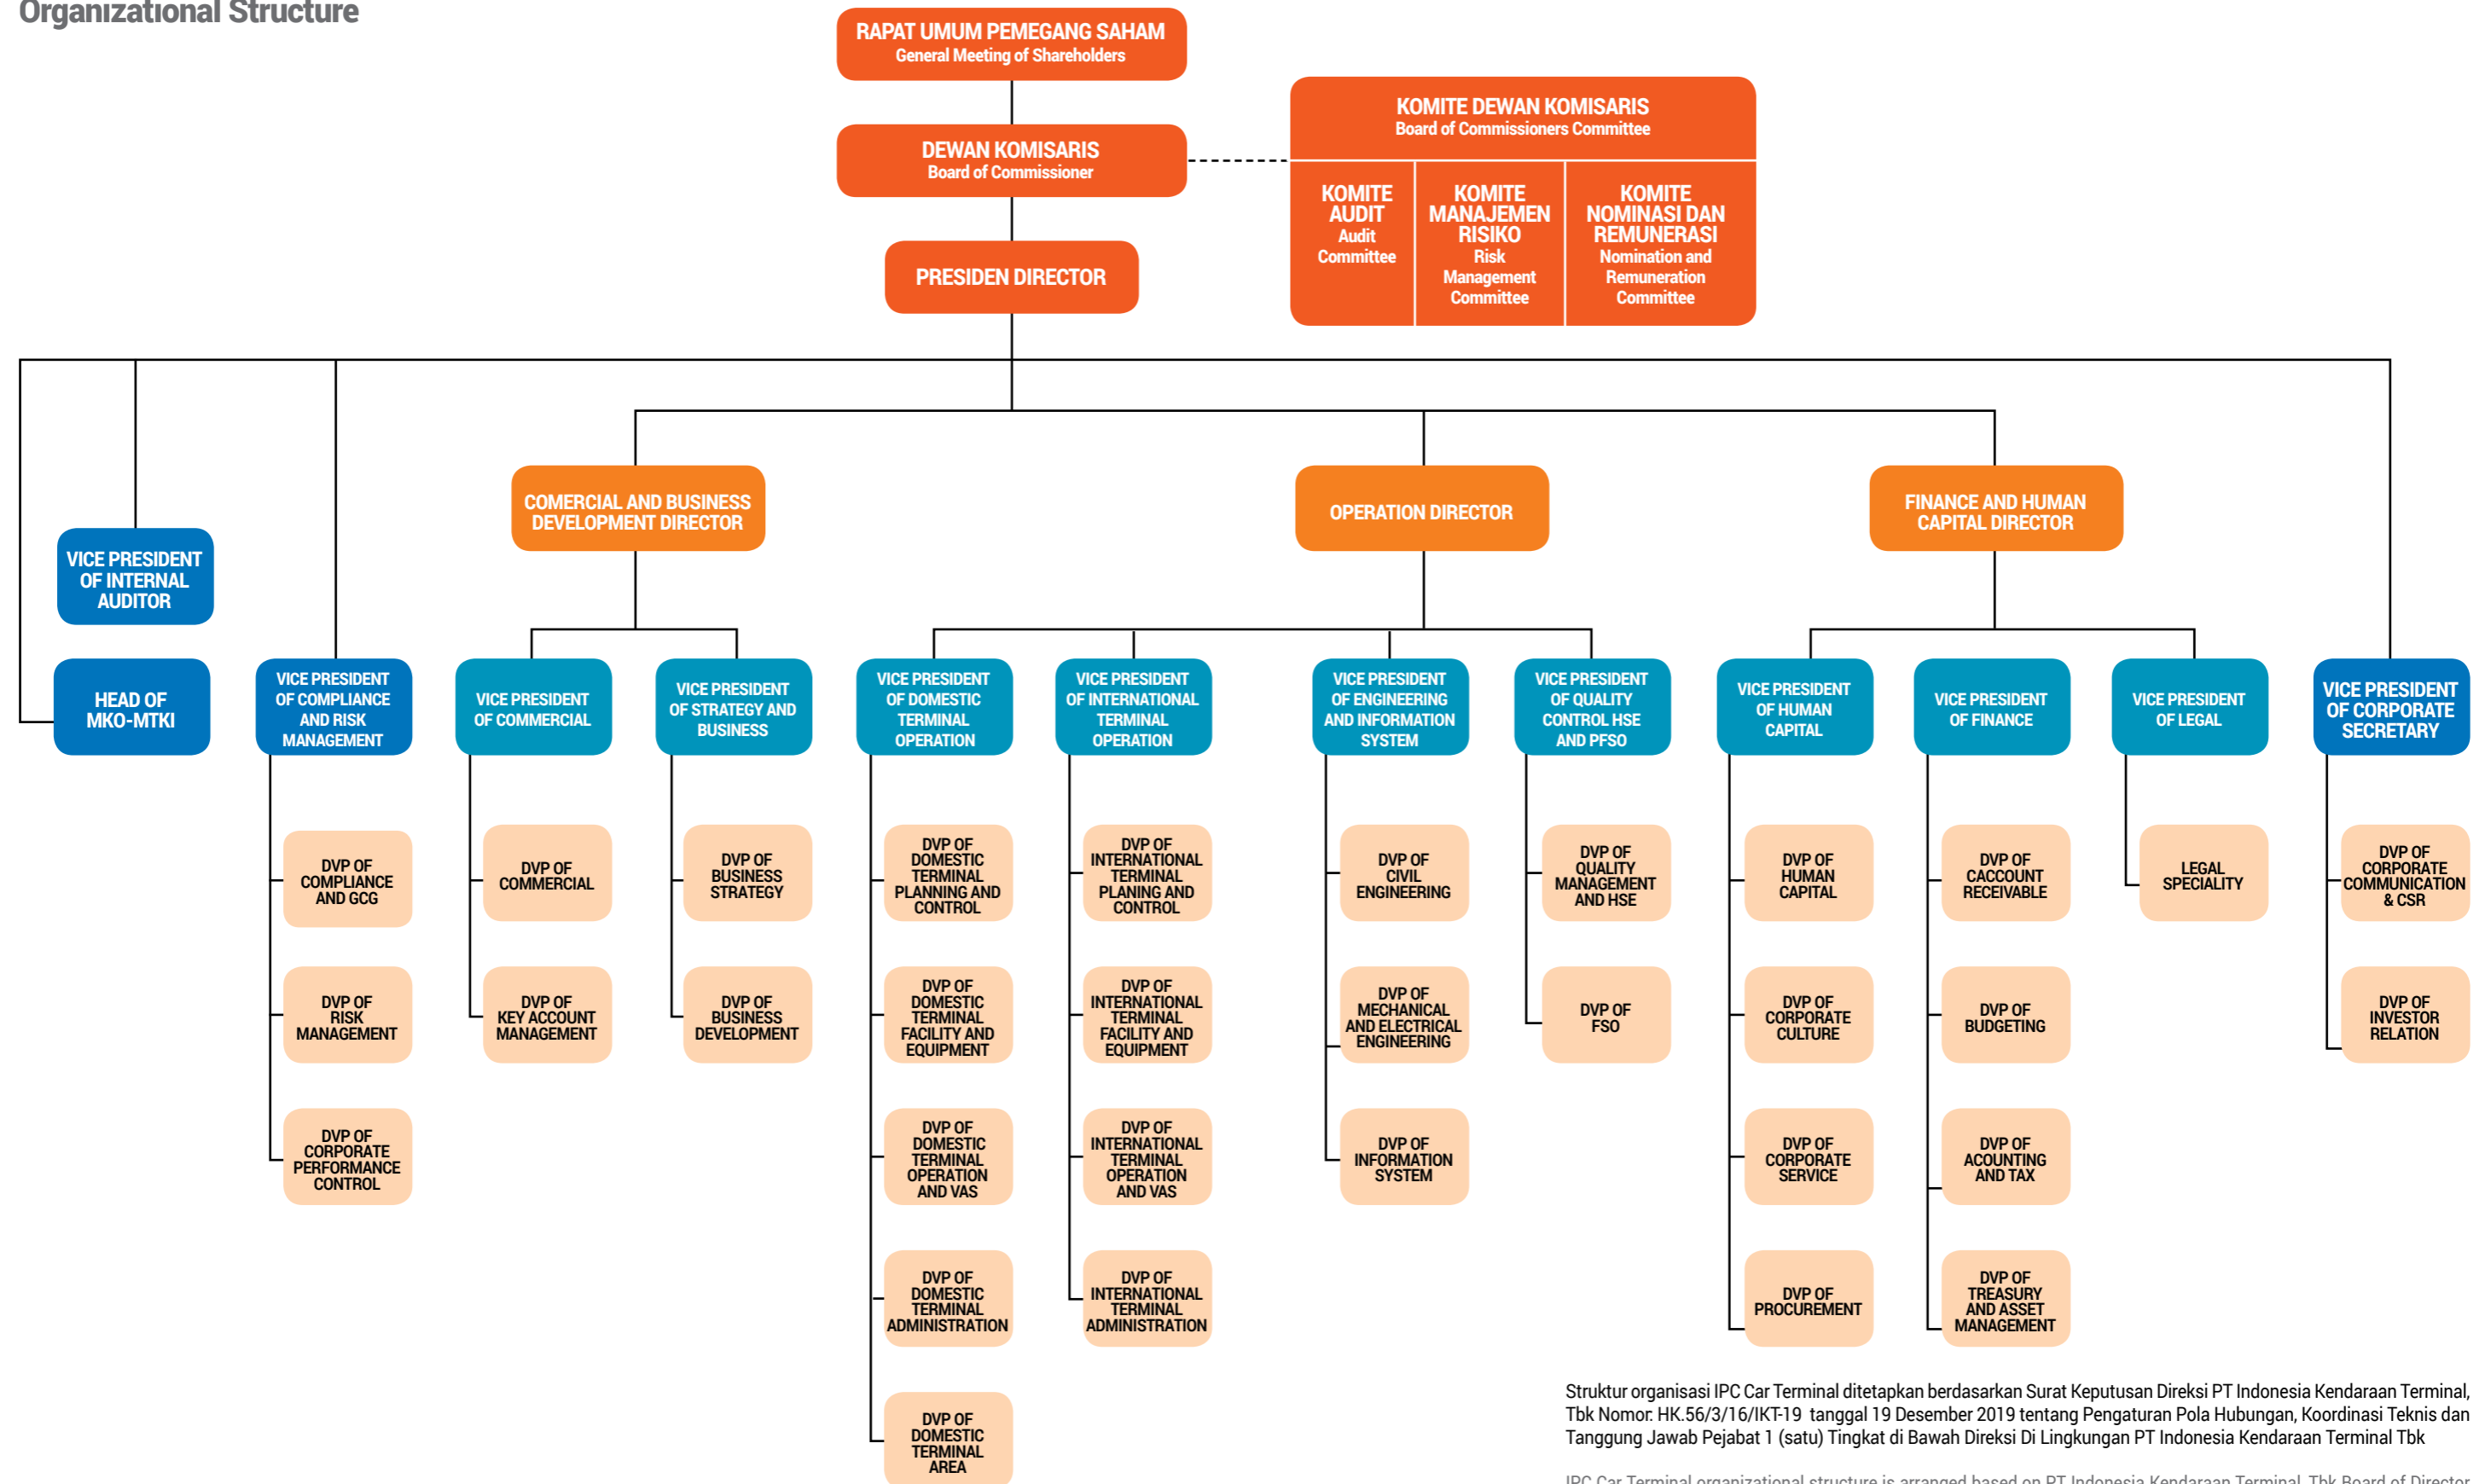 Organizational Structure
RAPAT UMUM PEMEGANG SAHAM
General Meeting of Shareholders
DEWAN KOMISARIS
Board of Commissioner
KOMITE DEWAN KOMISARIS
Board of Commissioners Committee
KOMITE
AUDIT
Audit
Committee
KOMITE
MANAJEMEN
RISIKO
Risk
Management
Committee
KOMITE
NOMINASI DAN
REMUNERASI
Nomination and
Remuneration
Committee
PRESIDEN DIRECTOR
COMERCIAL AND BUSINESS
DEVELOPMENT DIRECTOR
OPERATION DIRECTOR
FINANCE AND HUMAN
CAPITAL DIRECTOR
VICE PRESIDENT
OF INTERNAL
AUDITOR
HEAD OF
MKO-MTKI
VICE PRESIDENT
OF COMPLIANCE
AND RISK
MANAGEMENT
VICE PRESIDENT
OF COMMERCIAL
VICE PRESIDENT
OF STRATEGY AND
BUSINESS
VICE PRESIDENT
OF DOMESTIC
TERMINAL
OPERATION
VICE PRESIDENT
OF INTERNATIONAL
TERMINAL
OPERATION
VICE PRESIDENT
OF ENGINEERING
AND INFORMATION
SYSTEM
VICE PRESIDENT
OF QUALITY
CONTROL HSE
AND PFSO
VICE PRESIDENT
OF HUMAN
CAPITAL
VICE PRESIDENT
OF FINANCE
VICE PRESIDENT
OF LEGAL
VICE PRESIDENT
OF CORPORATE
SECRETARY
DVP OF
COMPLIANCE
AND GCG
DVP OF
COMMERCIAL
DVP OF
BUSINESS
STRATEGY
DVP OF
DOMESTIC
TERMINAL
PLANNING AND
CONTROL
DVP OF
INTERNATIONAL
TERMINAL
PLANING AND
CONTROL
DVP OF
CIVIL
ENGINEERING
DVP OF
QUALITY
MANAGEMENT
AND HSE
DVP OF
HUMAN
CAPITAL
DVP OF
CACCOUNT
RECEIVABLE
LEGAL
SPECIALITY
DVP OF
CORPORATE
COMMUNICATION
& CSR
DVP OF
RISK
MANAGEMENT
DVP OF
KEY ACCOUNT
MANAGEMENT
DVP OF
BUSINESS
DEVELOPMENT
DVP OF
DOMESTIC
TERMINAL
FACILITY AND
EQUIPMENT
DVP OF
INTERNATIONAL
TERMINAL
FACILITY AND
EQUIPMENT
DVP OF
MECHANICAL
AND ELECTRICAL
ENGINEERING
DVP OF
FSO
DVP OF
CORPORATE
CULTURE
DVP OF
BUDGETING
DVP OF
INVESTOR
RELATION
DVP OF
CORPORATE
PERFORMANCE
CONTROL
DVP OF
DOMESTIC
TERMINAL
OPERATION
AND VAS
DVP OF
INTERNATIONAL
TERMINAL
OPERATION
AND VAS
DVP OF
INFORMATION
SYSTEM
DVP OF
CORPORATE
SERVICE
DVP OF
ACOUNTING
AND TAX
DVP OF
DOMESTIC
TERMINAL
ADMINISTRATION
DVP OF
INTERNATIONAL
TERMINAL
ADMINISTRATION
DVP OF
PROCUREMENT
DVP OF
TREASURY
AND ASSET
MANAGEMENT
DVP OF
DOMESTIC
TERMINAL
AREA
Struktur organisasi IPC Car Terminal ditetapkan berdasarkan Surat Keputusan Direksi PT Indonesia Kendaraan Terminal,
Tbk Nomor: HK.56/3/16/IKT-19 tanggal 19 Desember 2019 tentang Pengaturan Pola Hubungan, Koordinasi Teknis dan
Tanggung Jawab Pejabat 1 (satu) Tingkat di Bawah Direksi Di Lingkungan PT Indonesia Kendaraan Terminal Tbk
IPC Car Terminal organizational structure is arranged based on PT Indonesia Kendaraan Terminal, Tbk Board of Director